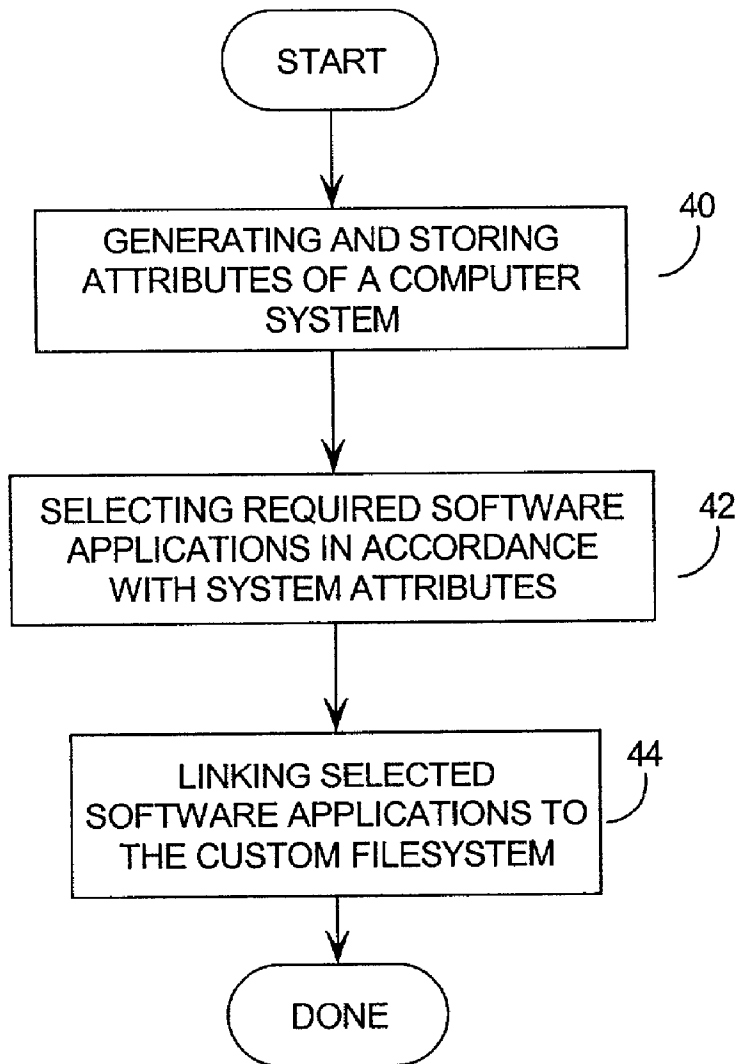 START
40
GENERATING AND STORING
ATTRIBUTES OF A COMPUTER
SYSTEM
42
SELECTING REQUIRED SOFTWARE
APPLICATIONS IN ACCORDANCE
WITH SYSTEM ATTRIBUTES
44
LINKING SELECTED
SOFTWARE APPLICATIONS TO
THE CUSTOM FILESYSTEM
DONE